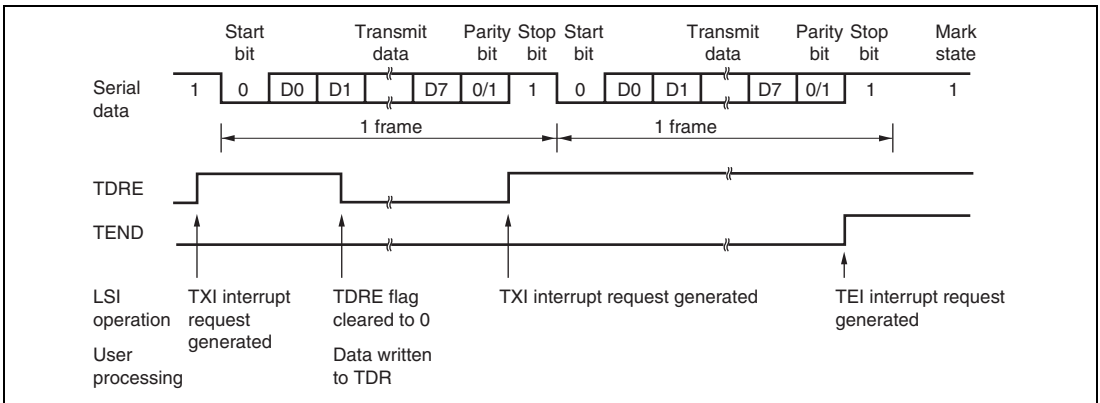 Start bit Transmit data Parity bit Stop bit Start bit Transmit data Parity bit Stop bit Mark state
Serial data 1 0 D0 D1 D7 0/1 1 0 D0 D1 D7 0/1 1 1
1 frame 1 frame
TDRE
TEND
LSI operation
TXI interrupt request generated
TDRE flag cleared to 0
TXI interrupt request generated
TEI interrupt request generated
User processing
Data written to TDR